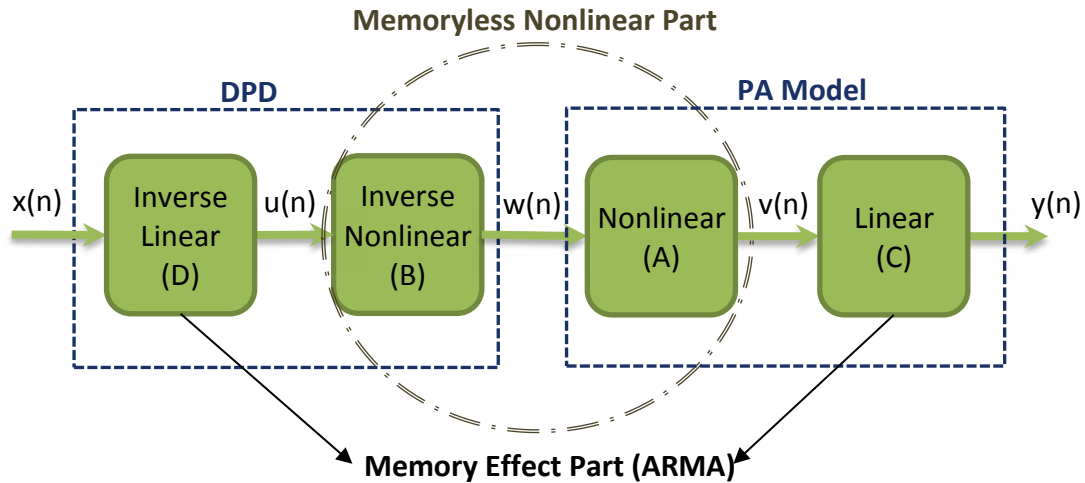 Memoryless Nonlinear Part
DPD
PA Model
x(n)
Inverse
Linear
(D)
u(n)
Inverse
Nonlinear
(B)
w(n)
Nonlinear
(A)
v(n)
Linear
(C)
y(n)
Memory Effect Part (ARMA)